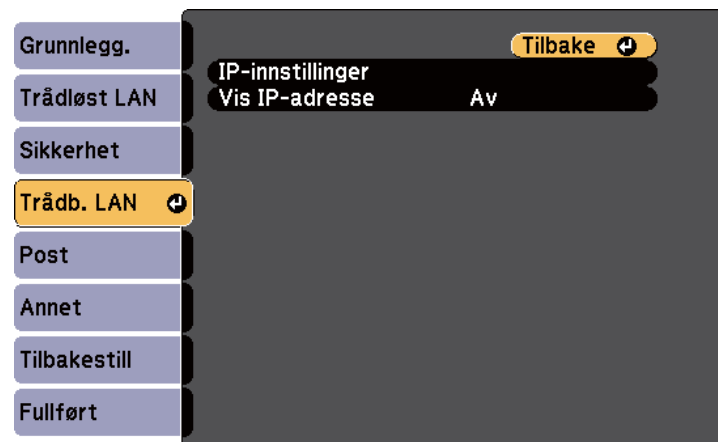 Grunnlegg.
Trådløst LAN
Sikkerhet
Trådb. LAN
Post
Annet
Tilbakestill
Fullført
Tilbake
IP-innstillinger
Vis IP-adresse Av